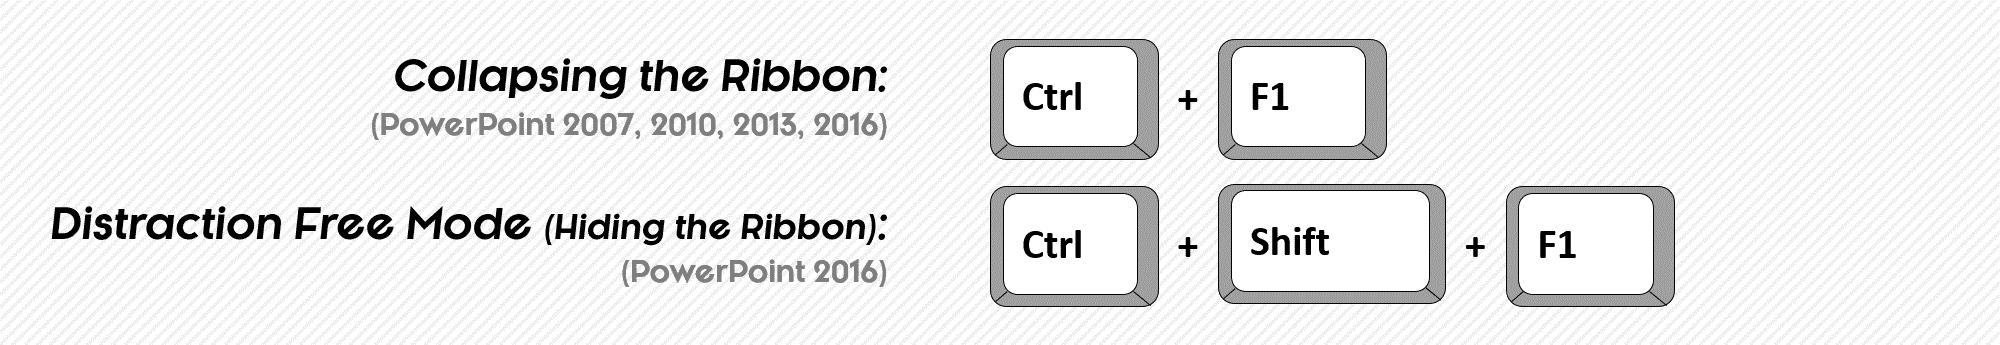 Collapsing the Ribbon:
(PowerPoint 2007, 2010, 2013, 2016)
Ctrl + F1
Distraction Free Mode (Hiding the Ribbon):
(PowerPoint 2016)
Ctrl + Shift + F1